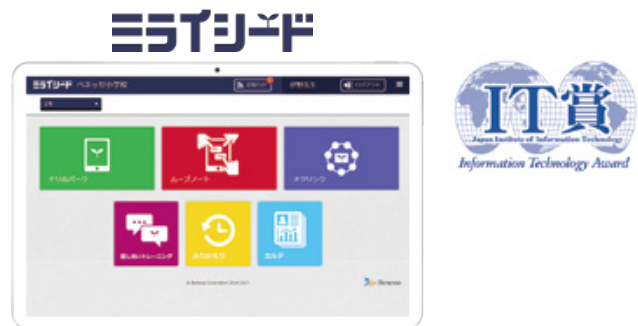 ミライシード
ミライシード ベネッセ小学校
ドリルパーク
ムーブノート
オクリンク
話し合いトレーニング
ふりかえり
カルテ
Benesse
IT賞
Japan Institute of Information Technology
Information Technology Award